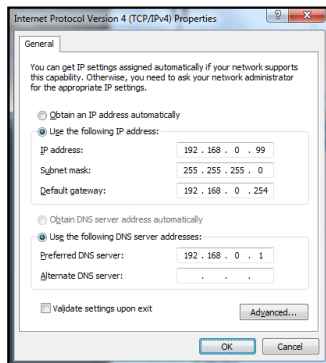 Internet Protocol Version 4 (TCP/IPv4) Properties
General
You can get IP settings assigned automatically if your network supports
this capability. Otherwise, you need to ask your network administrator
for the appropriate IP settings.
Obtain an IP address automatically
Use the following IP address:
IP address: 192 . 168 . 0 . 99
Subnet mask: 255 . 255 . 255 . 0
Default gateway: 192 . 168 . 0 . 254
Obtain DNS server address automatically
Use the following DNS server addresses:
Preferred DNS server: 192 . 168 . 0 . 1
Alternate DNS server: . . .
Validate settings upon exit
Advanced...
OK Cancel